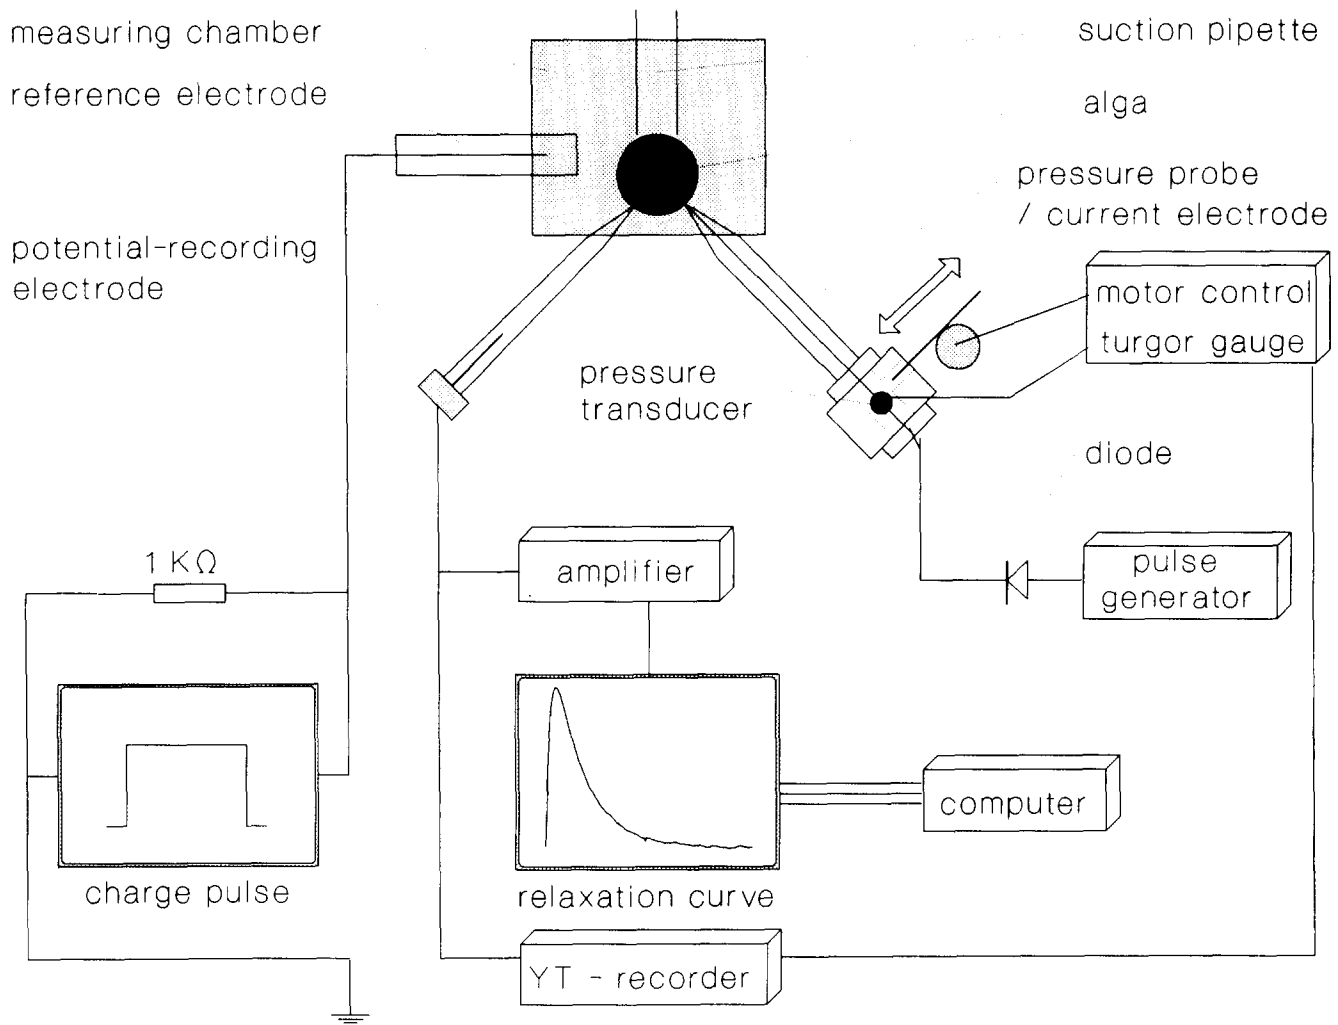 measuring chamber
suction pipette
reference electrode
alga
pressure probe
/ current electrode
potential-recording
electrode
motor control
turgor gauge
pressure
transducer
diode
1 KΩ
amplifier
pulse
generator
computer
charge pulse
relaxation curve
YT - recorder